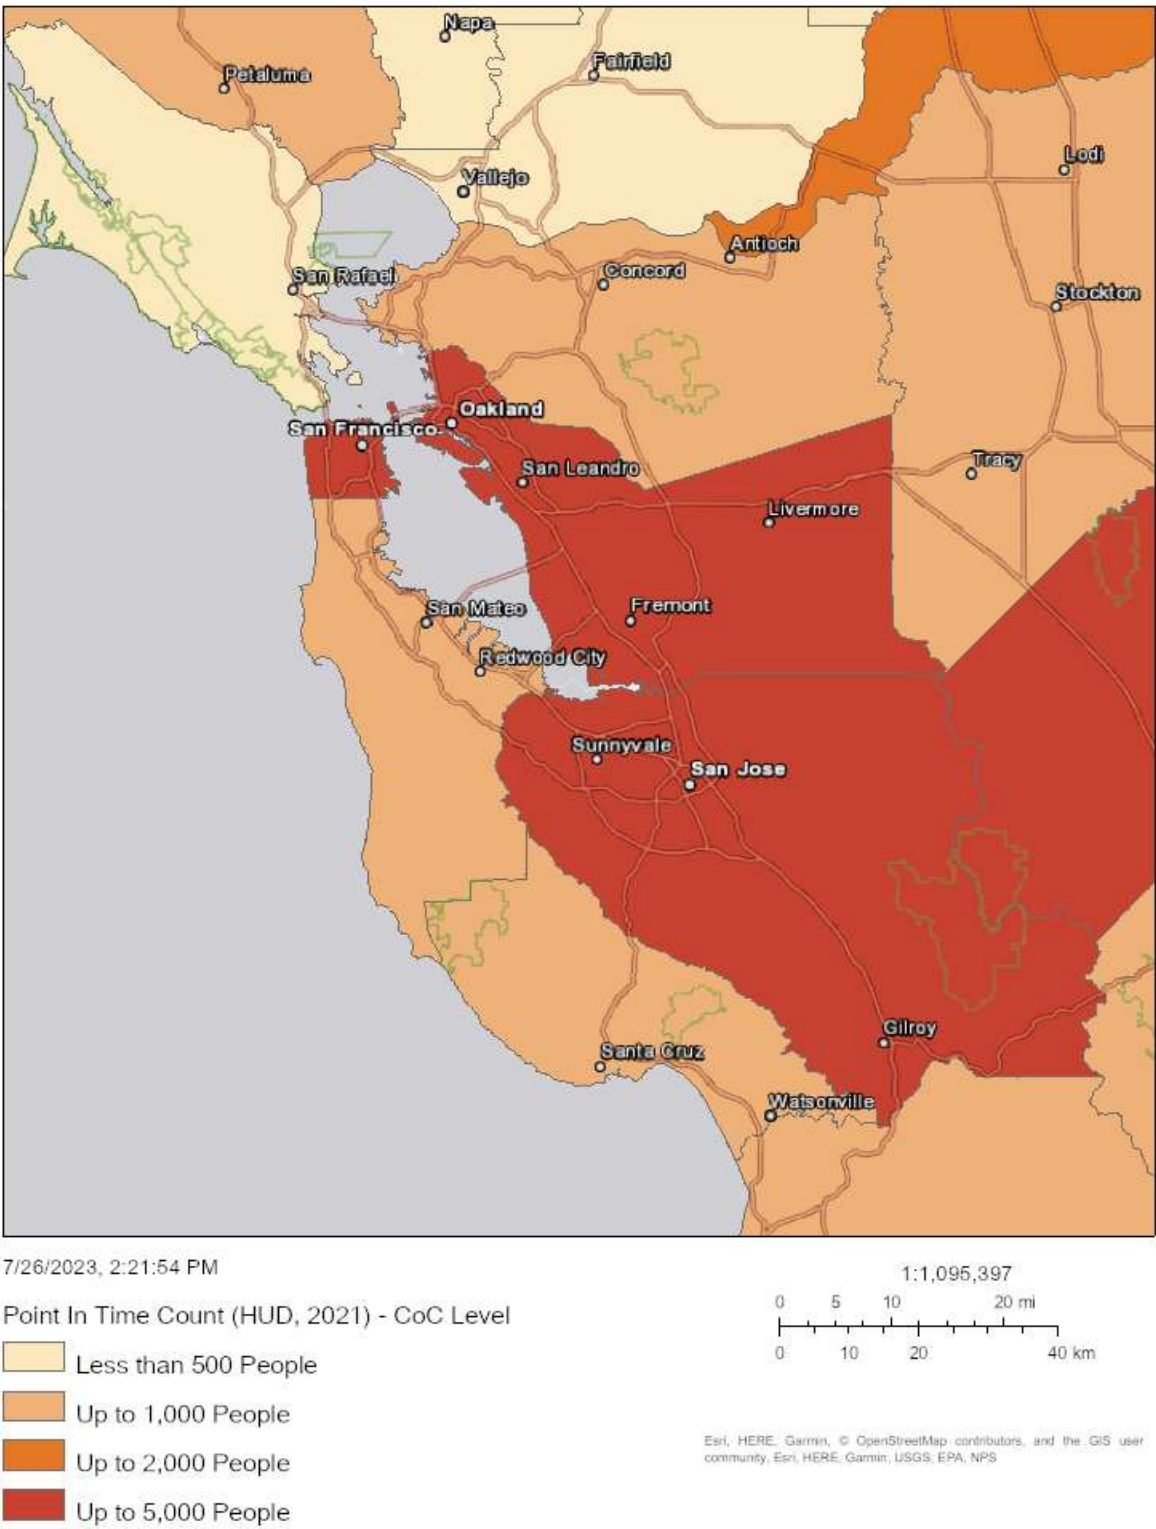 Napa
Fairfield
Petaluma
Lodi
Vallejo
Antioch
Concord
San Rafael
Stockton
Oakland
San Francisco
San Leandro
Tracy
Livermore
San Mateo
Fremont
Redwood City
Sunnyvale
San Jose
Gilroy
Santa Cruz
Watsonville
7/26/2023, 2:21:54 PM
1:1,095,397
0 5 10 20 mi
0 10 20 40 km
Point In Time Count (HUD, 2021) - CoC Level
Less than 500 People
Up to 1,000 People
Up to 2,000 People
Up to 5,000 People
Esri, HERE, Garmin, © OpenStreetMap contributors, and the GIS user
community, Esri, HERE, Garmin, USGS, EPA, NPS